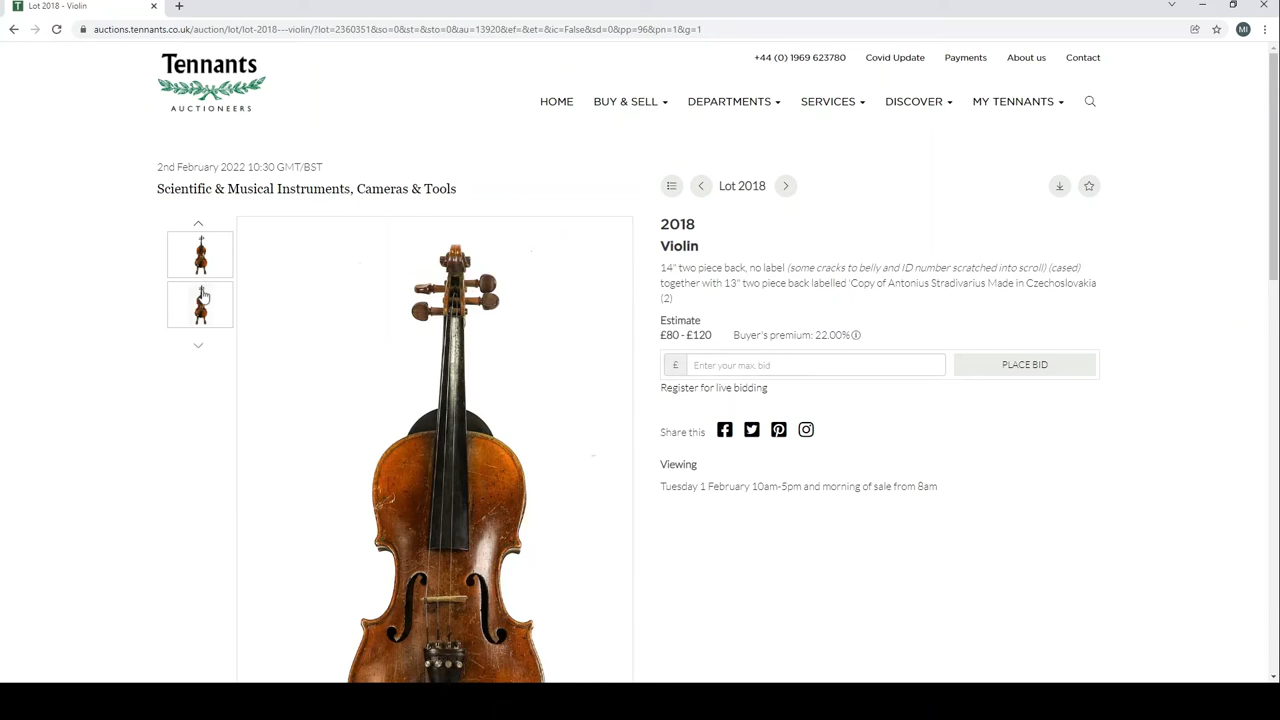 Lot 2018 - Violin
auctions.tennants.co.uk/auction/lot/lot-2018---violin/?lot=2360351&so=0&st=&sto=0&au=13920&ef=&et=&ic=False&sd=0&pp=96&pn=1&g=1
MI
Tennants
AUCTIONEERS
+44 (0) 1969 623780 Covid Update Payments About us Contact
HOME BUY & SELL DEPARTMENTS SERVICES DISCOVER MY TENNANTS
2nd February 2022 10:30 GMT/BST
Scientific & Musical Instruments, Cameras & Tools
Lot 2018
2018
Violin
14" two piece back, no label (some cracks to belly and ID number scratched into scroll) (cased)
together with 13" two piece back labelled 'Copy of Antonius Stradivarius Made in Czechoslovakia
(2)
Estimate
£80 - £120 Buyer's premium: 22.00%
£ Enter your max. bid PLACE BID
Register for live bidding
Share this
Viewing
Tuesday 1 February 10am-5pm and morning of sale from 8am